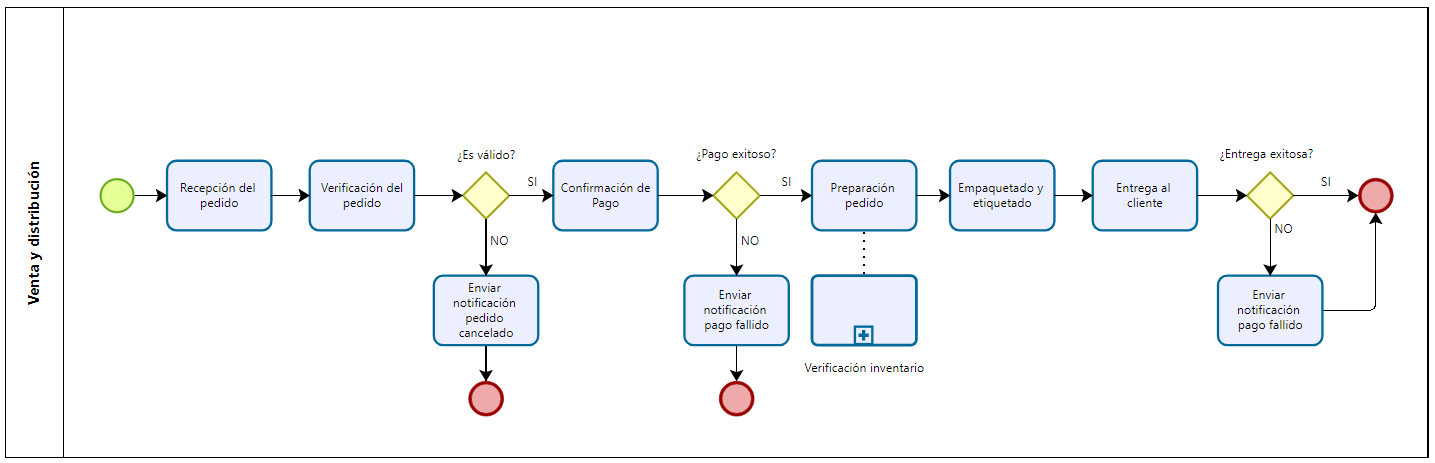 Venta y distribución
Recepción del
pedido
Verificación del
pedido
¿Es válido?
SI
NO
Enviar
notificación
pedido
cancelado
Confirmación de
Pago
¿Pago exitoso?
SI
NO
Enviar
notificación
pago fallido
Preparación
pedido
Verificación inventario
Empaquetado y
etiquetado
Entrega al
cliente
¿Entrega exitosa?
SI
NO
Enviar
notificación
pago fallido